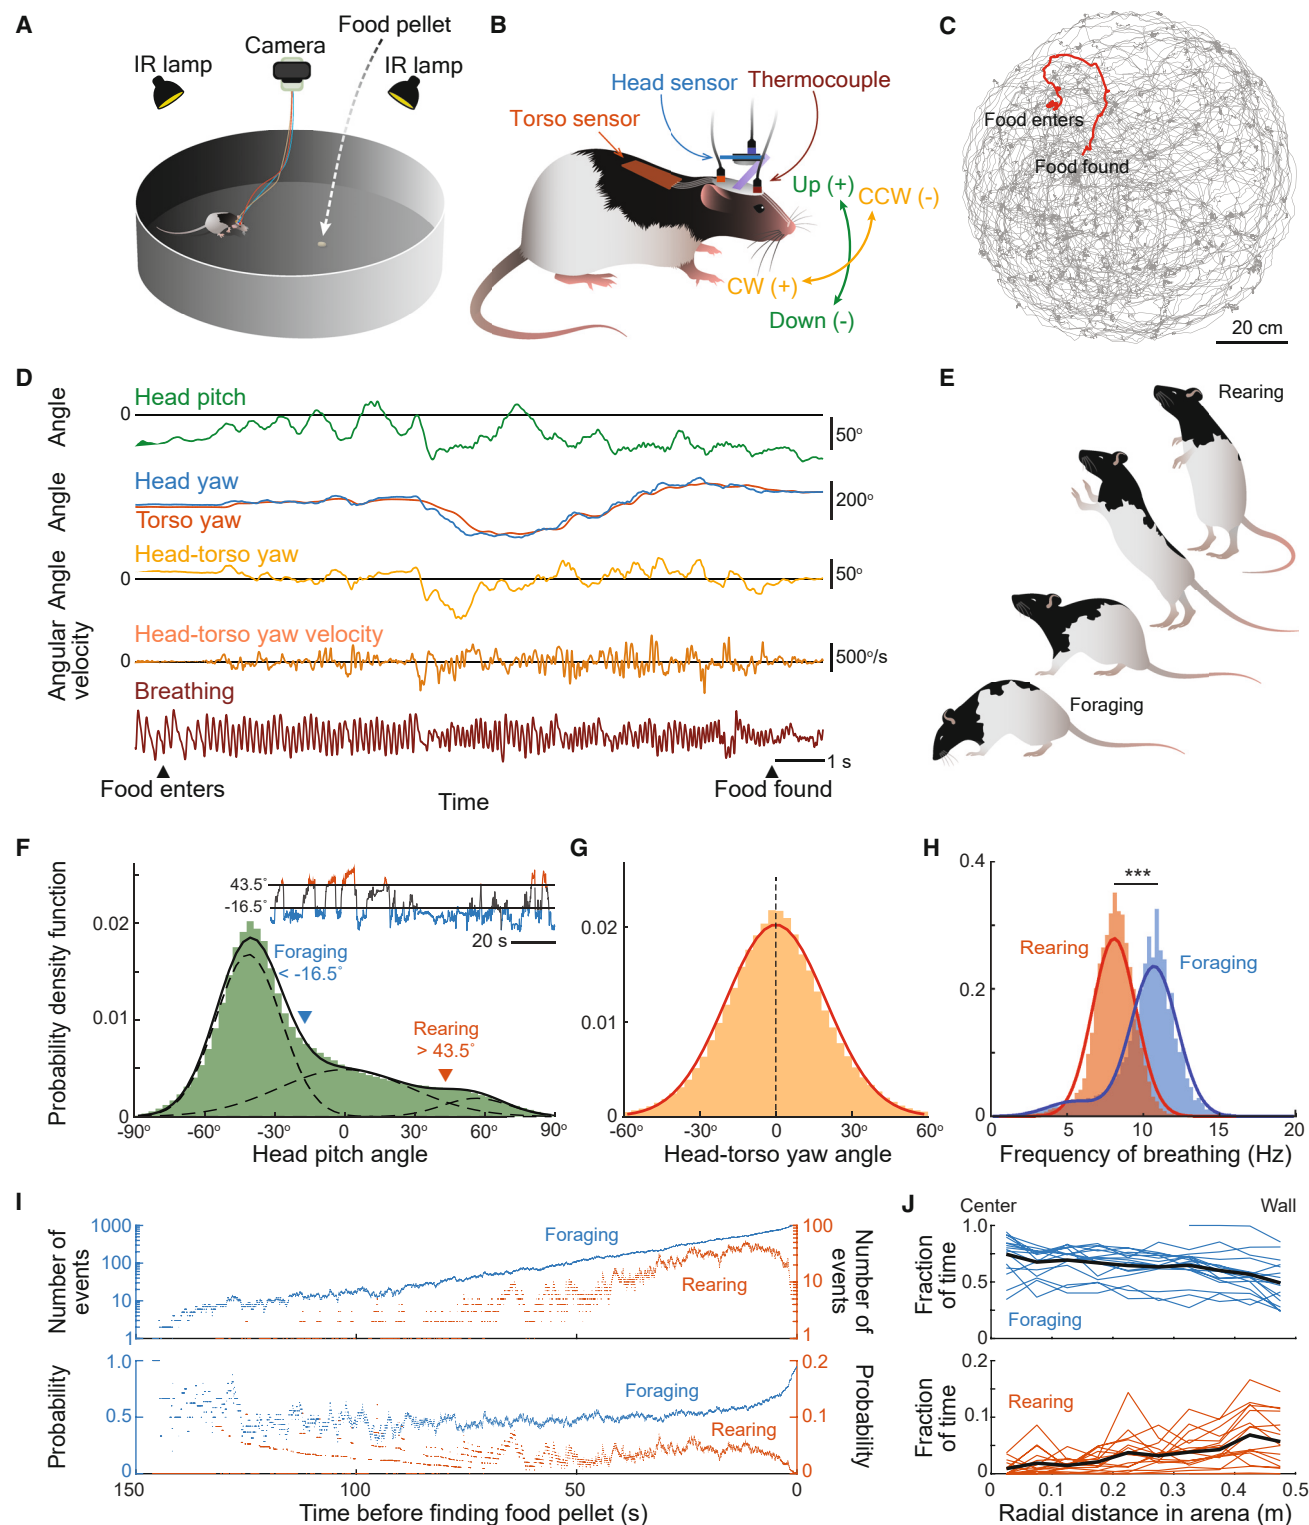 A
Food pellet
Camera
IR lamp
IR lamp
B
Head sensor
Thermocouple
Torso sensor
Up (+)
CCW (-)
CW (+)
Down (-)
C
Food enters
Food found
20 cm
D
Angle
0
Head pitch
50°
Angle
Head yaw
Torso yaw
200°
Angle
Head-torso yaw
0
50°
Angular
velocity
Head-torso yaw velocity
0
500°/s
Breathing
1 s
Food enters
Food found
Time
E
Rearing
Foraging
F
Probability density function
0.02
0.01
0
43.5°
-16.5°
20 s
Foraging
< -16.5°
Rearing
> 43.5°
-90° -60° -30° 0 30° 60° 90°
Head pitch angle
G
0.02
0.01
0
-60° -30° 0 30° 60°
Head-torso yaw angle
H
0.4
0.2
0
***
Rearing
Foraging
0 5 10 15 20
Frequency of breathing (Hz)
I
Number of
events
1000
100
10
1
Foraging
Rearing
100
10
1
Number of
events
Probability
1.0
0.5
0
Foraging
Rearing
0.2
0.1
0
Probability
150 100 50 0
Time before finding food pellet (s)
J
Center
Wall
Fraction
of time
1.0
0.5
0
Foraging
Fraction
of time
0.2
0.1
0
Rearing
0 0.1 0.2 0.3 0.4 0.5
Radial distance in arena (m)